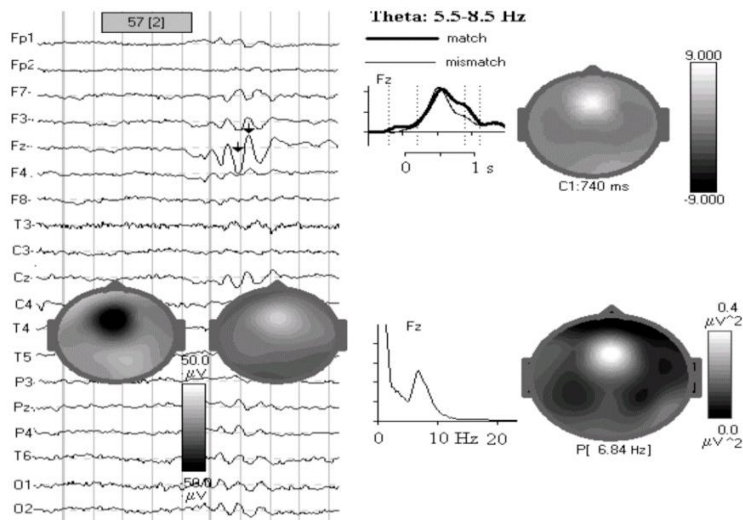 57 [2]
Fp1
Fp2
F7
F3
Fz
F4
F8
T3
C3
Cz
C4
T4
T5
P3
Pz
P4
T6
O1
O2
50.0
µV
-50.0
µV
Theta: 5.5-8.5 Hz
match
mismatch
Fz
0 1 s
9.000
-9.000
C1:740 ms
Fz
0 10 Hz 20
P[ 6.84 Hz]
0.4
µV^2
0.0
µV^2